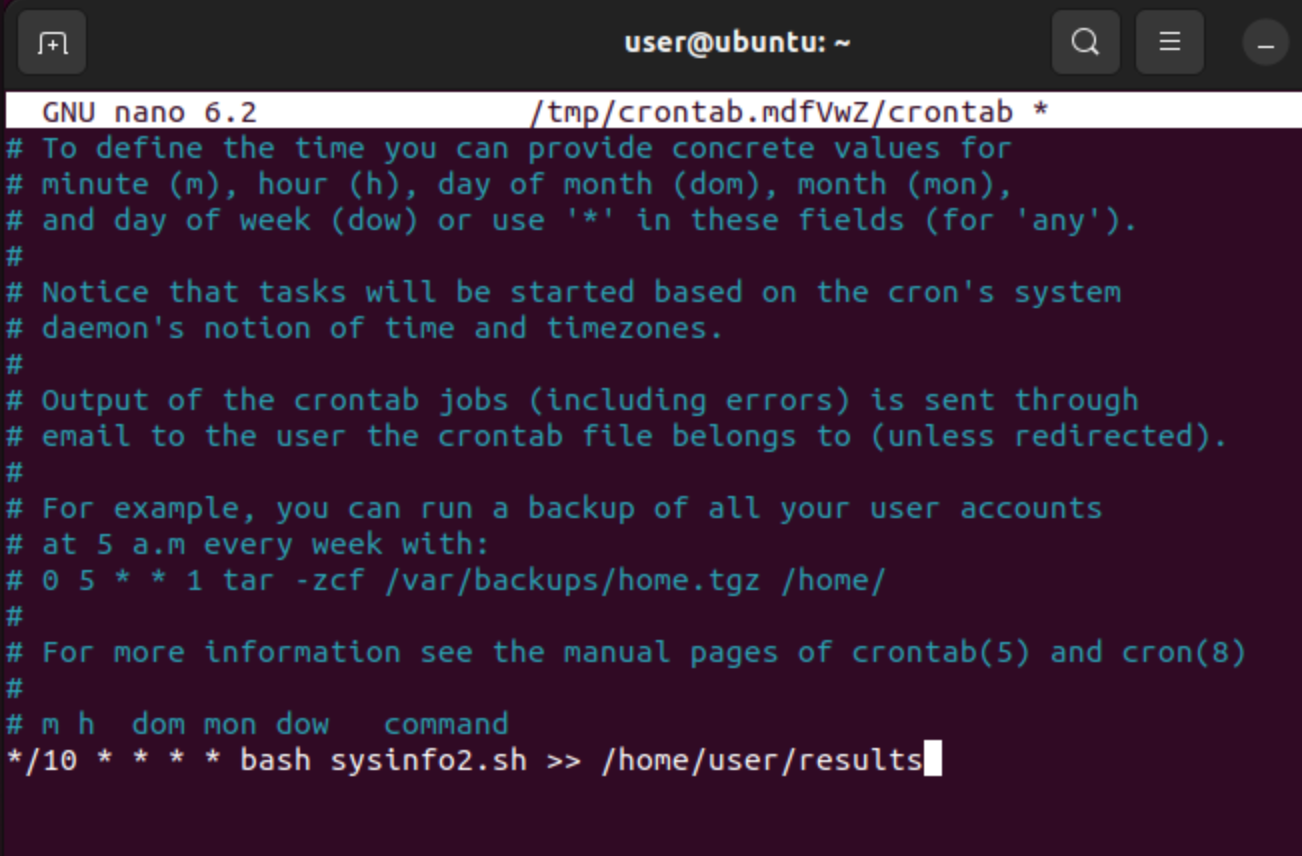 user@ubuntu: ~
GNU nano 6.2 /tmp/crontab.mdfVwZ/crontab *
# To define the time you can provide concrete values for
# minute (m), hour (h), day of month (dom), month (mon),
# and day of week (dow) or use '*' in these fields (for 'any').
#
# Notice that tasks will be started based on the cron's system
# daemon's notion of time and timezones.
#
# Output of the crontab jobs (including errors) is sent through
# email to the user the crontab file belongs to (unless redirected).
#
# For example, you can run a backup of all your user accounts
# at 5 a.m every week with:
# 0 5 * * 1 tar -zcf /var/backups/home.tgz /home/
#
# For more information see the manual pages of crontab(5) and cron(8)
#
# m h  dom mon dow   command
*/10 * * * * bash sysinfo2.sh >> /home/user/results